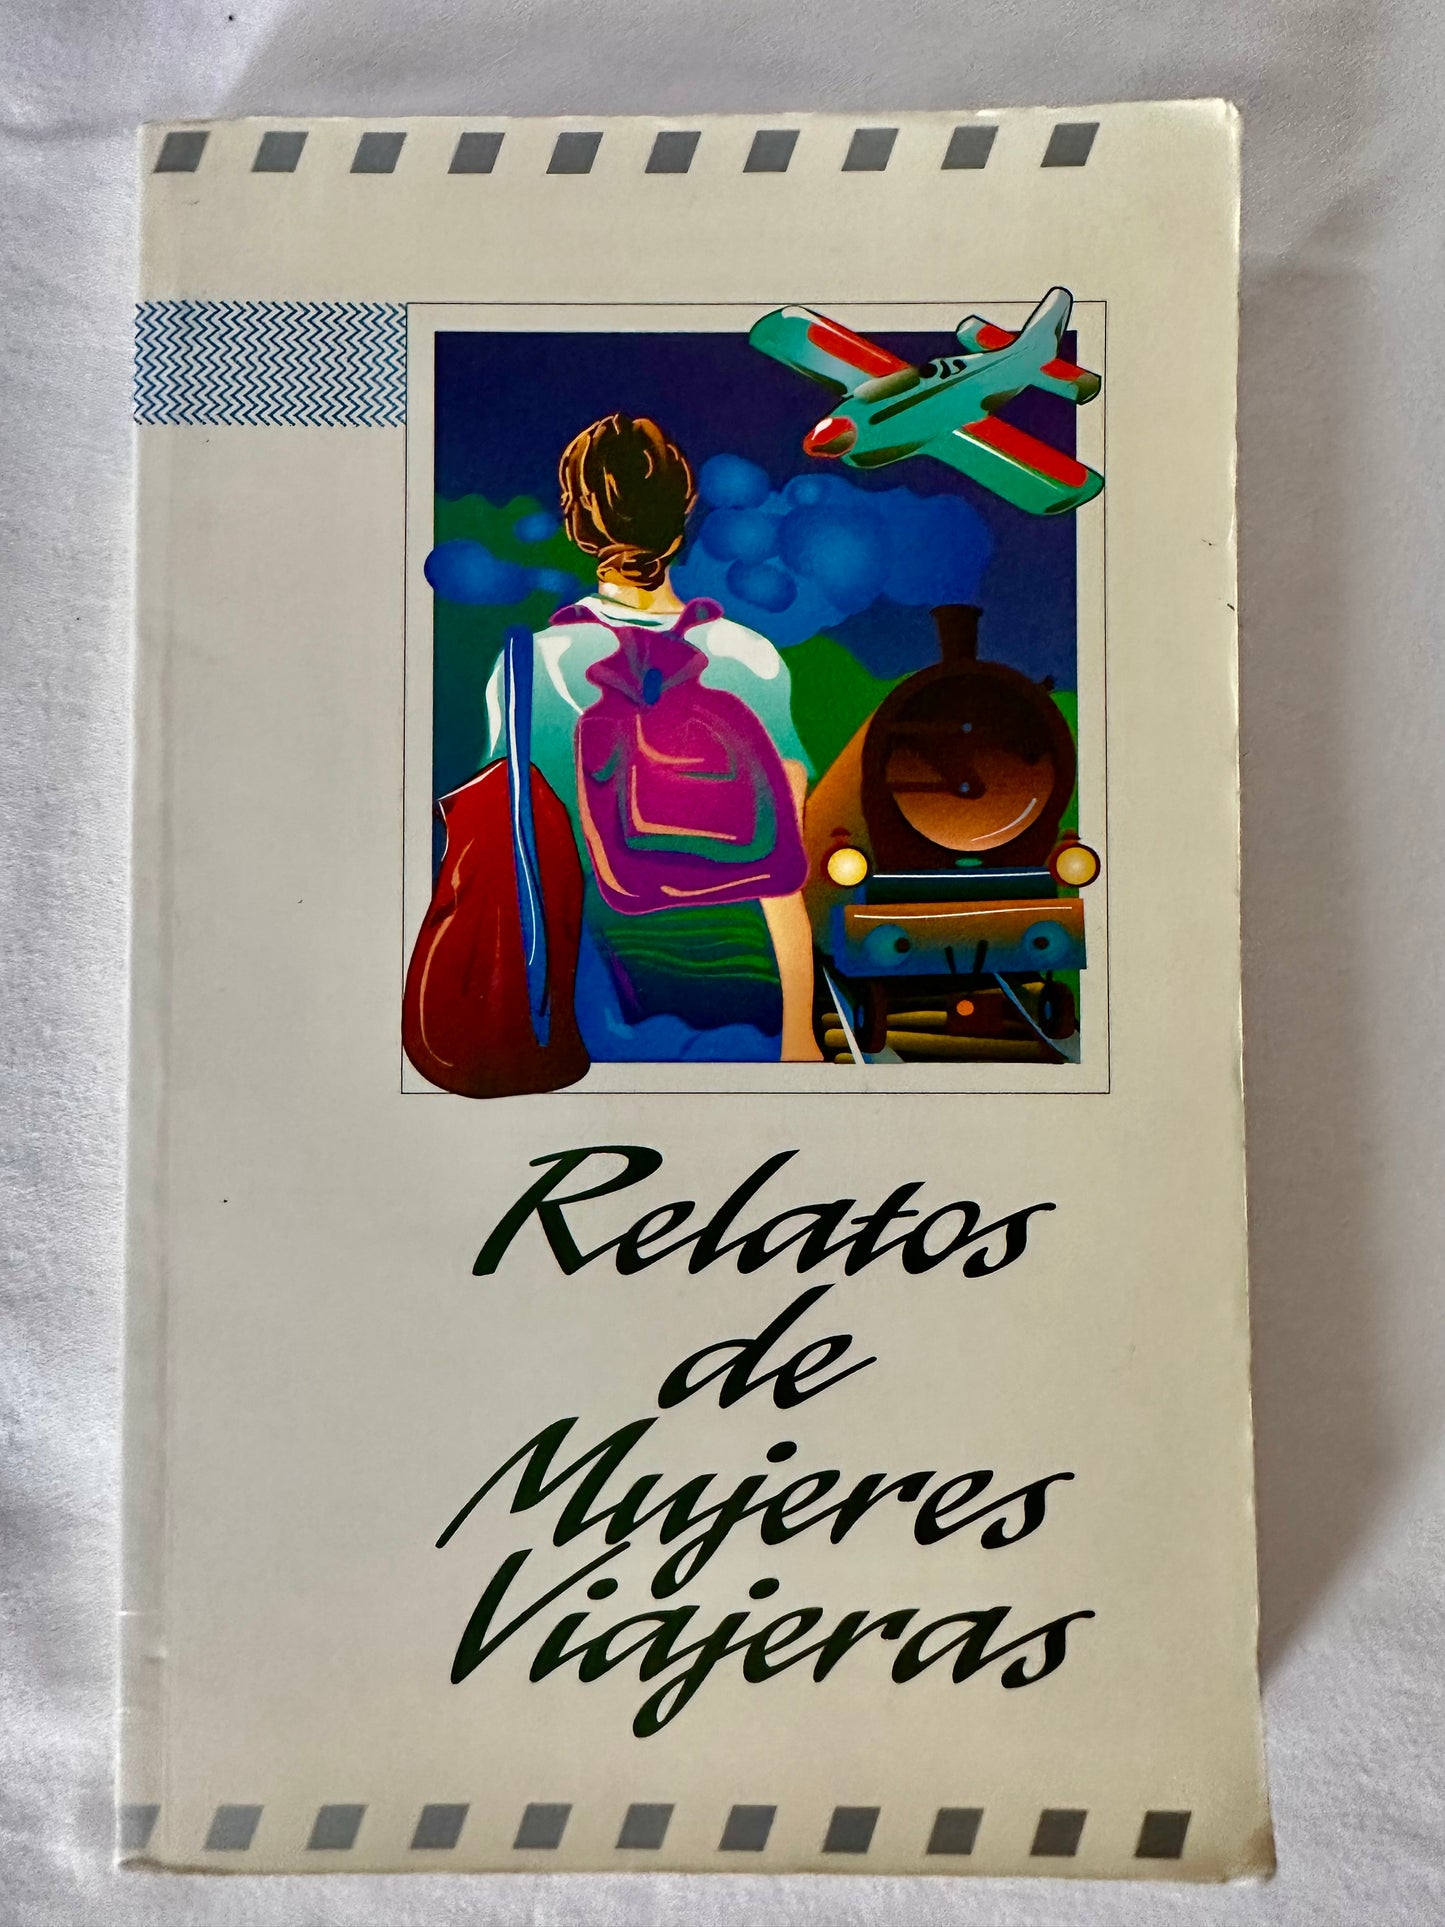 Relatos
de
Mujeres
Viajeras